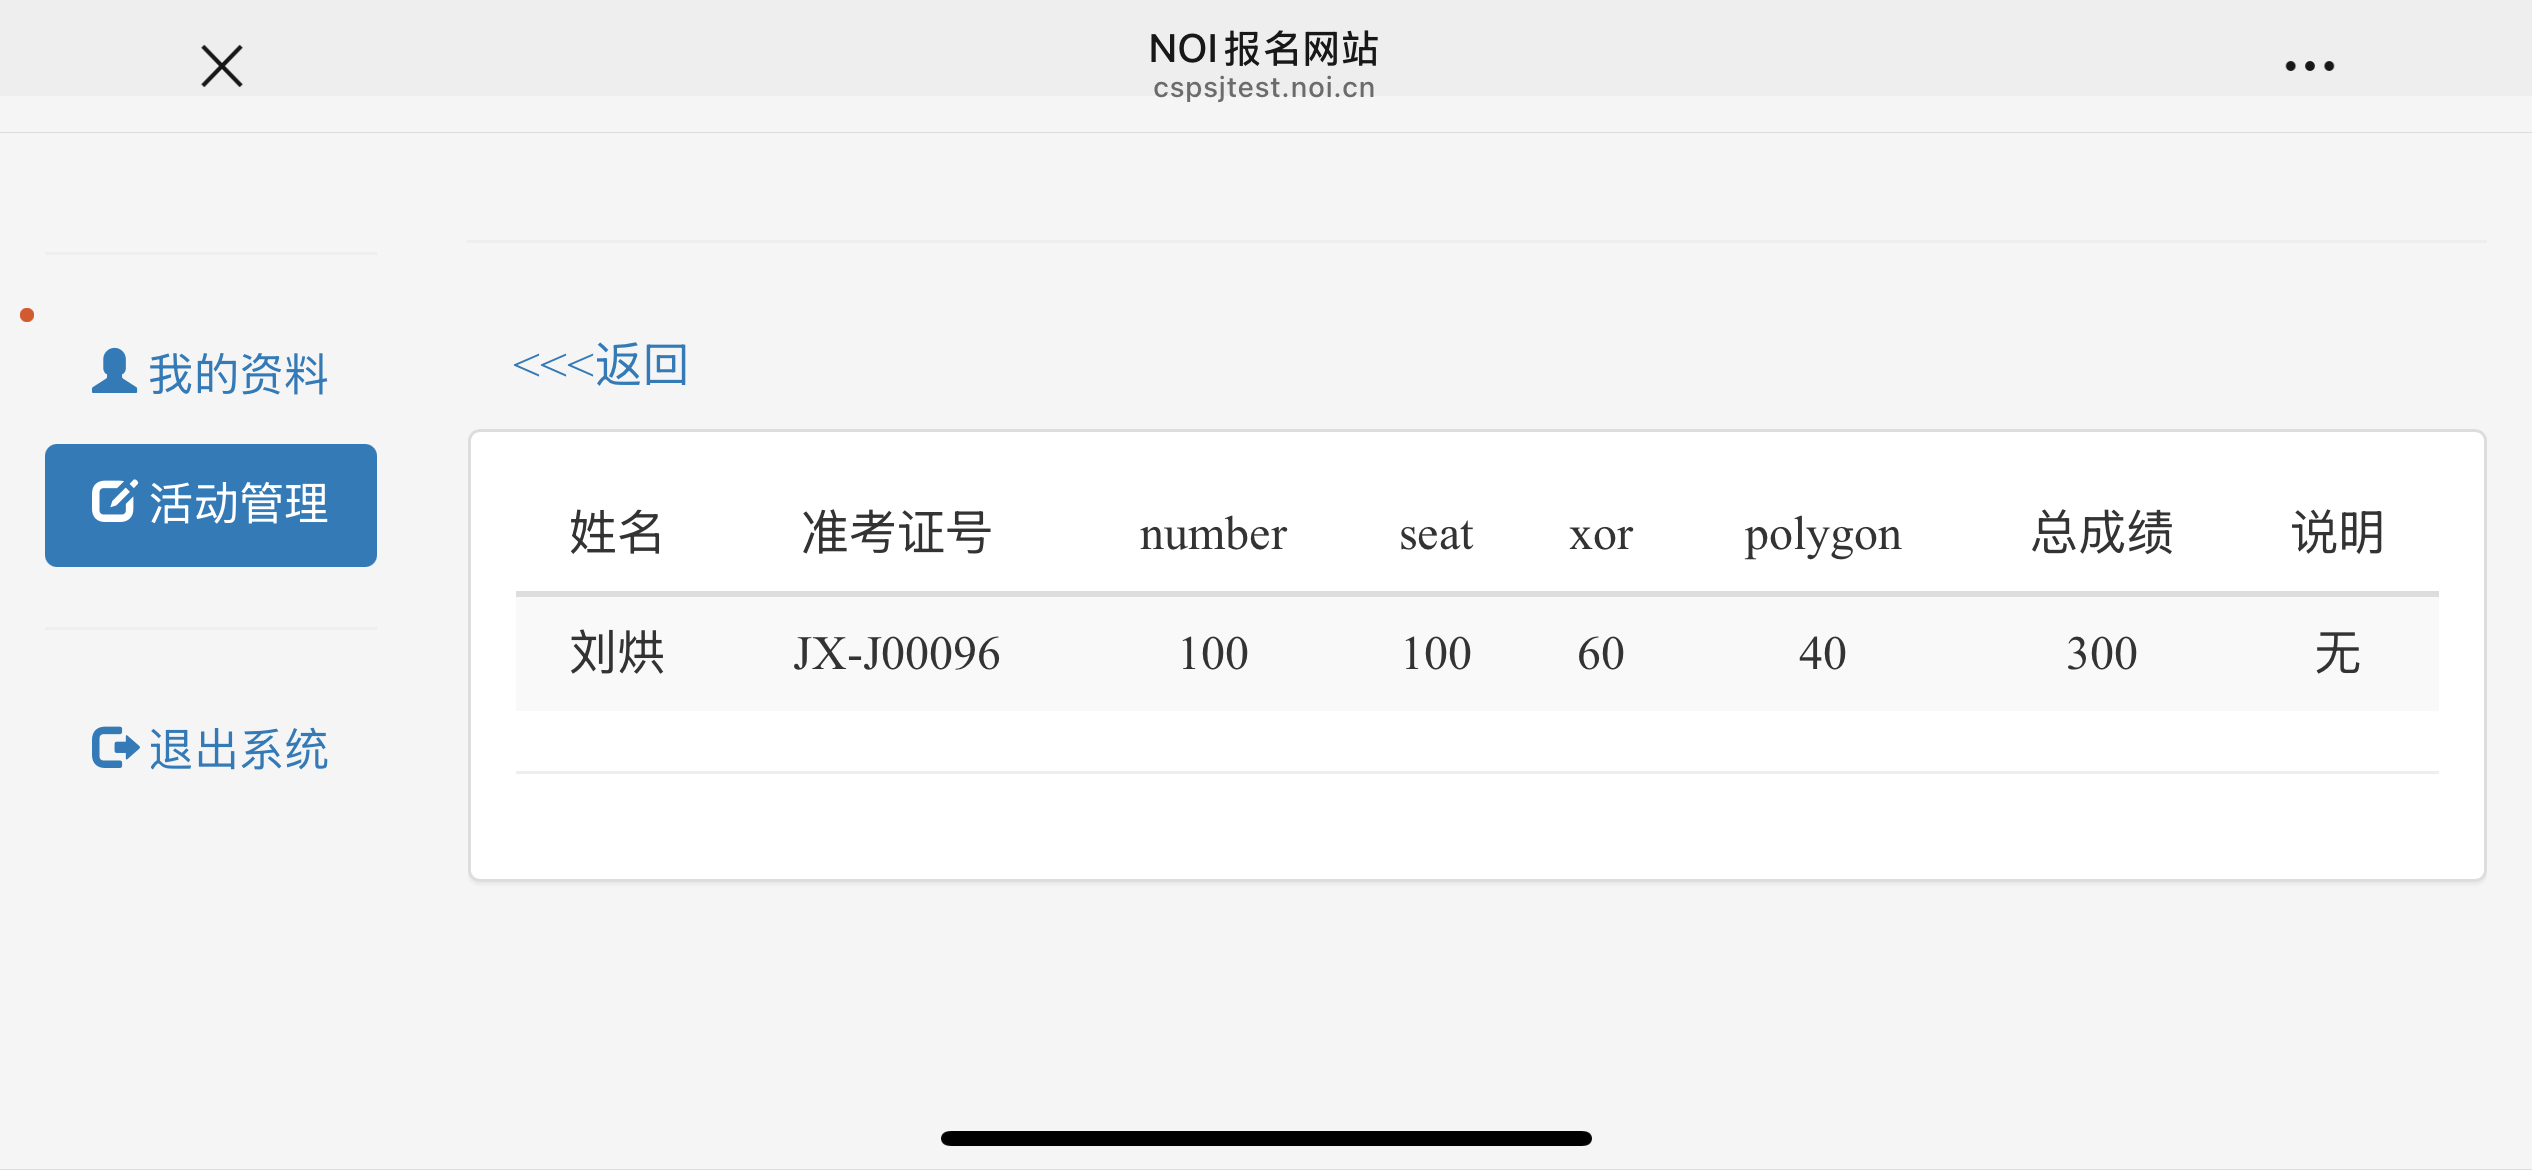 NOI报名网站
cspsjtest.noi.cn
我的资料
活动管理
退出系统
<<<返回
姓名 准考证号 number seat xor polygon 总成绩 说明
刘烘 JX-J00096 100 100 60 40 300 无